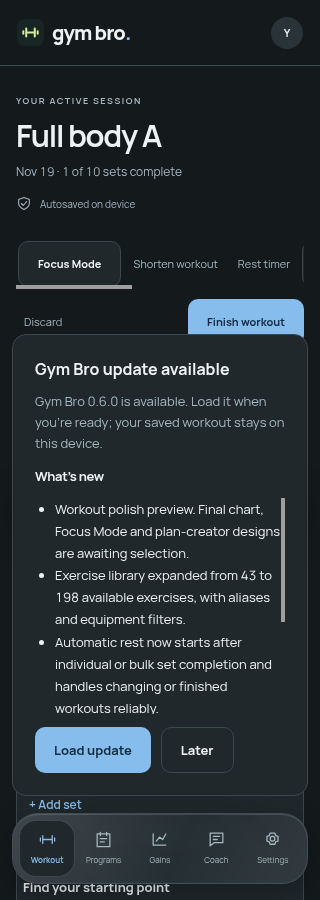 gym bro.
Y
YOUR ACTIVE SESSION
Full body A
Nov 19 · 1 of 10 sets complete
Autosaved on device
Focus Mode
Shorten workout
Rest timer
Discard
Finish workout
Gym Bro update available
Gym Bro 0.6.0 is available. Load it when
you're ready; your saved workout stays on
this device.
What's new
• Workout polish preview. Final chart,
Focus Mode and plan-creator designs
are awaiting selection.
• Exercise library expanded from 43 to
198 available exercises, with aliases
and equipment filters.
• Automatic rest now starts after
individual or bulk set completion and
handles changing or finished
workouts reliably.
Load update
Later
+ Add set
Workout
Programs
Gains
Coach
Settings
Find your starting point